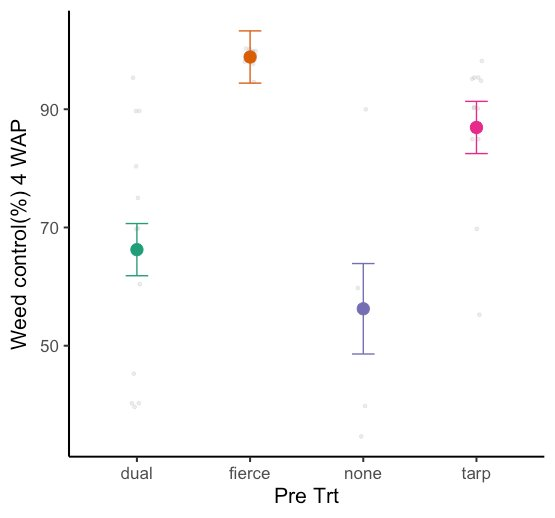 Weed control(%) 4 WAP
90
70
50
dual
fierce
none
tarp
Pre Trt